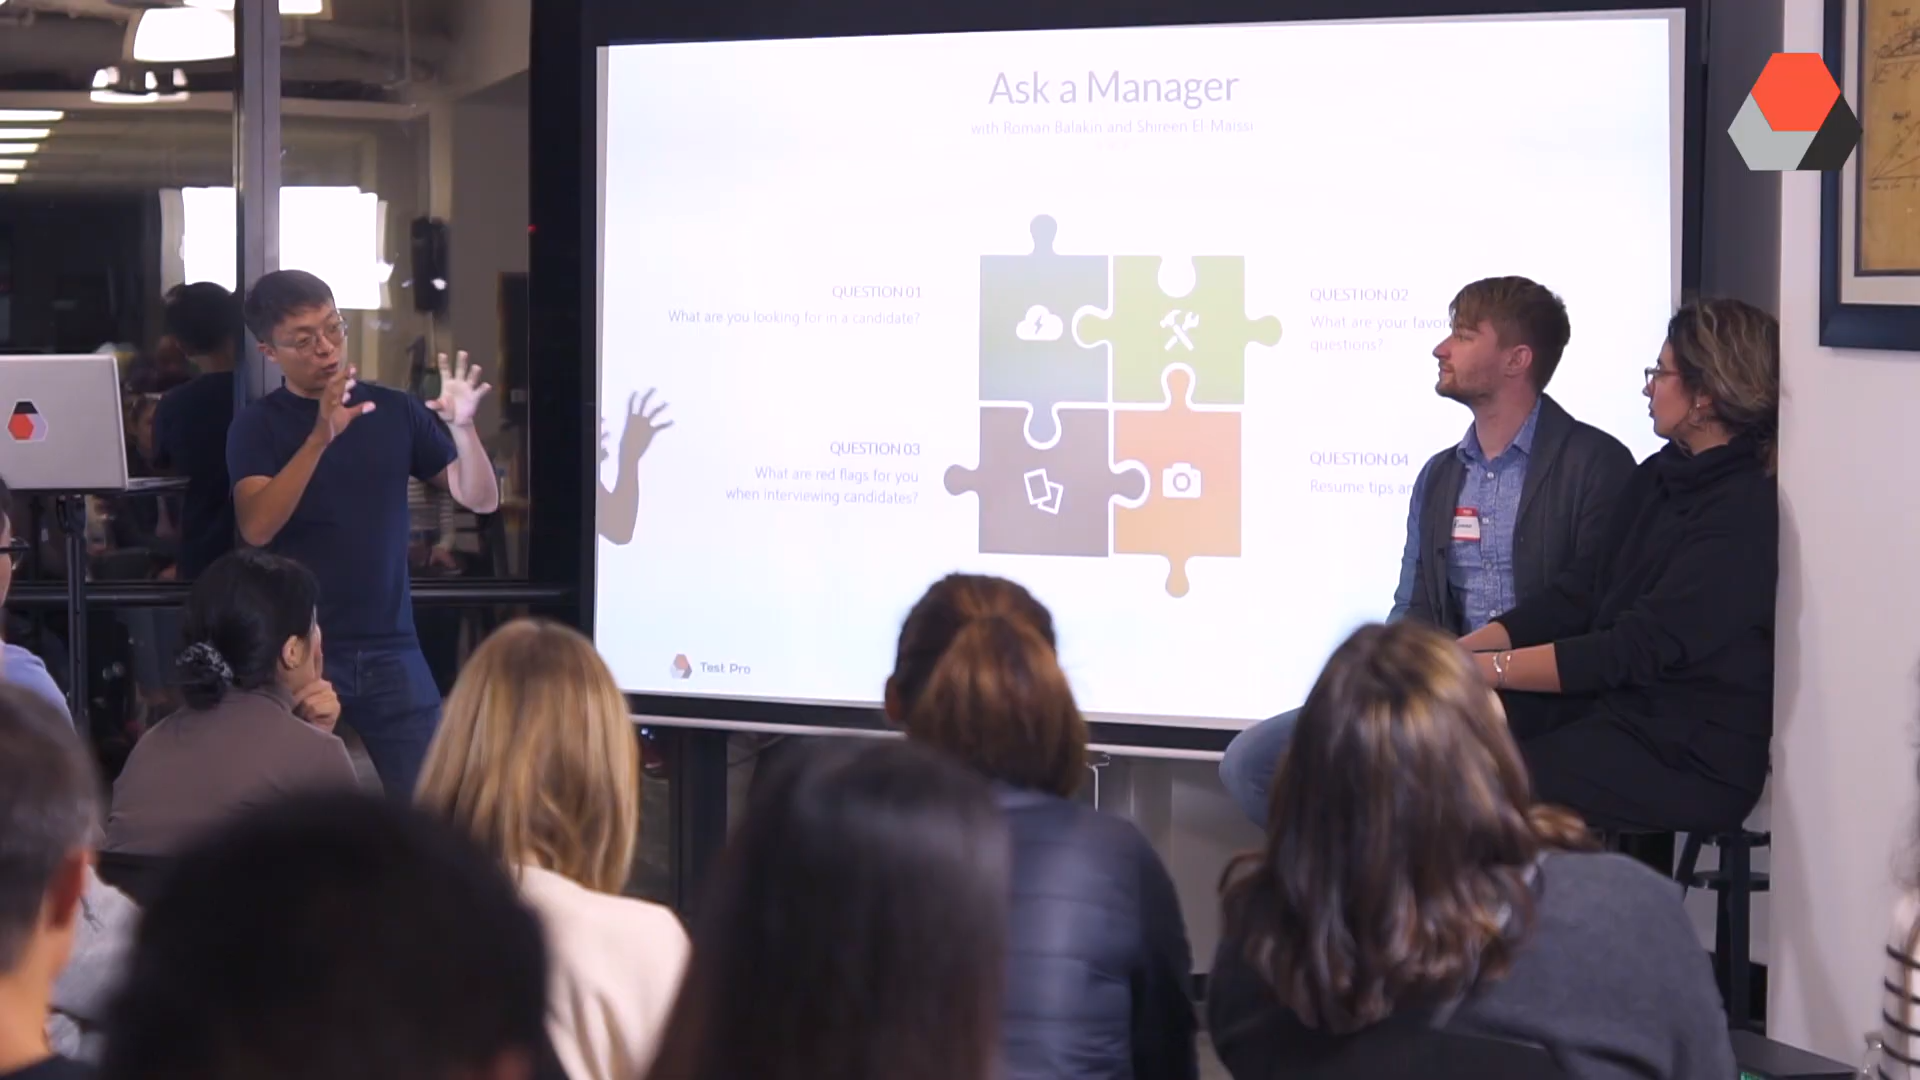 Ask a Manager
with Roman Balakin and Shireen El-Maissi
QUESTION 01
What are you looking for in a candidate?
QUESTION 02
What are your favor
questions?
QUESTION 03
What are red flags for you
when interviewing candidates?
QUESTION 04
Resume tips an
Test Pro